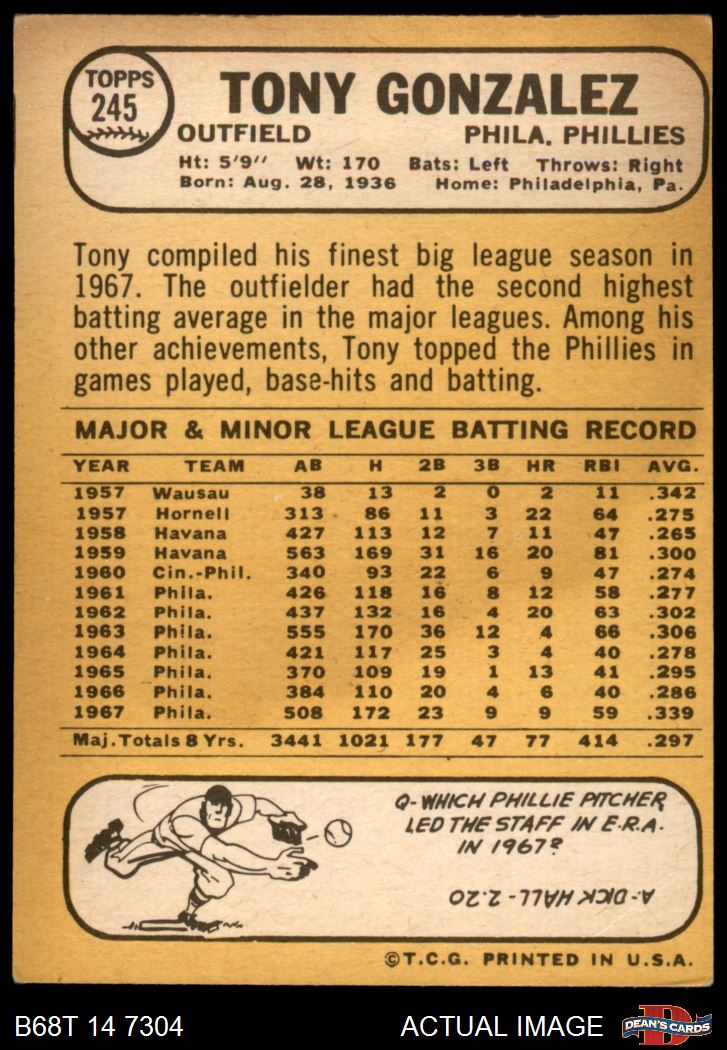 TOPPS
245
TONY GONZALEZ
OUTFIELD PHILA. PHILLIES
Ht: 5'9" Wt: 170 Bats: Left Throws: Right
Born: Aug. 28, 1936 Home: Philadelphia, Pa.
Tony compiled his finest big league season in
1967. The outfielder had the second highest
batting average in the major leagues. Among his
other achievements, Tony topped the Phillies in
games played, base-hits and batting.
MAJOR & MINOR LEAGUE BATTING RECORD
YEAR TEAM AB H 2B 3B HR RBI AVG.
1957 Wausau 38 13 2 0 2 11 .342
1957 Hornell 313 86 11 3 22 64 .275
1958 Havana 427 113 12 7 11 47 .265
1959 Havana 563 169 31 16 20 81 .300
1960 Cin.-Phil. 340 93 22 6 9 47 .274
1961 Phila. 426 118 16 8 12 58 .277
1962 Phila. 437 132 16 4 20 63 .302
1963 Phila. 555 170 36 12 4 66 .306
1964 Phila. 421 117 25 3 4 40 .278
1965 Phila. 370 109 19 1 13 41 .295
1966 Phila. 384 110 20 4 6 40 .286
1967 Phila. 508 172 23 9 9 59 .339
Maj. Totals 8 Yrs. 3441 1021 177 47 77 414 .297
Q- WHICH PHILLIE PITCHER
LED THE STAFF IN E.R.A.
IN 1967?
A- DICK HALL - 2.20
©T.C.G. PRINTED IN U.S.A.
B68T 14 7304 ACTUAL IMAGE
D
DEAN'S CARDS